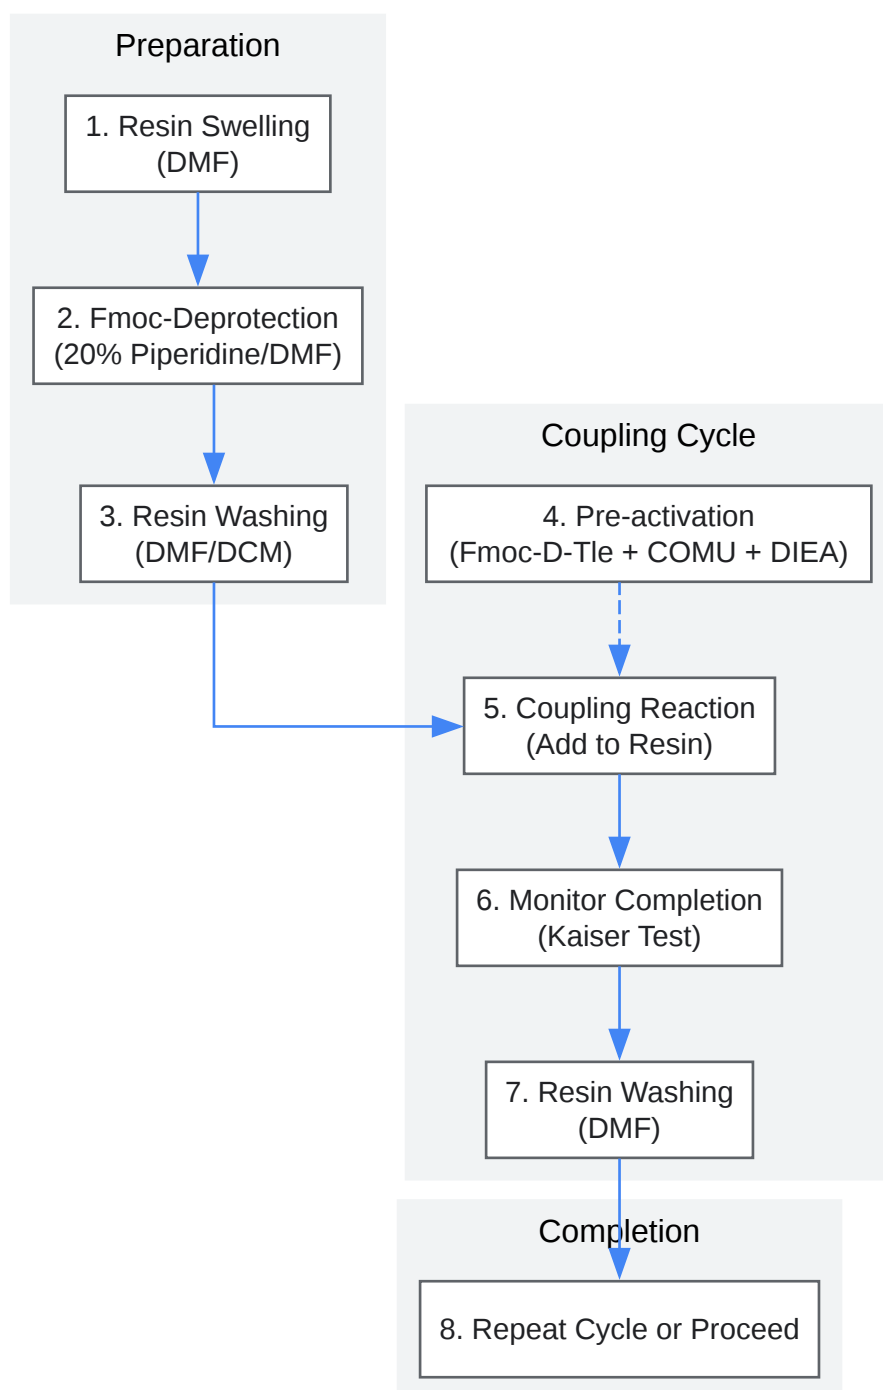 Preparation
1. Resin Swelling
(DMF)
2. Fmoc-Deprotection
(20% Piperidine/DMF)
3. Resin Washing
(DMF/DCM)
Coupling Cycle
4. Pre-activation
(Fmoc-D-Tle + COMU + DIEA)
5. Coupling Reaction
(Add to Resin)
6. Monitor Completion
(Kaiser Test)
7. Resin Washing
(DMF)
Completion
8. Repeat Cycle or Proceed